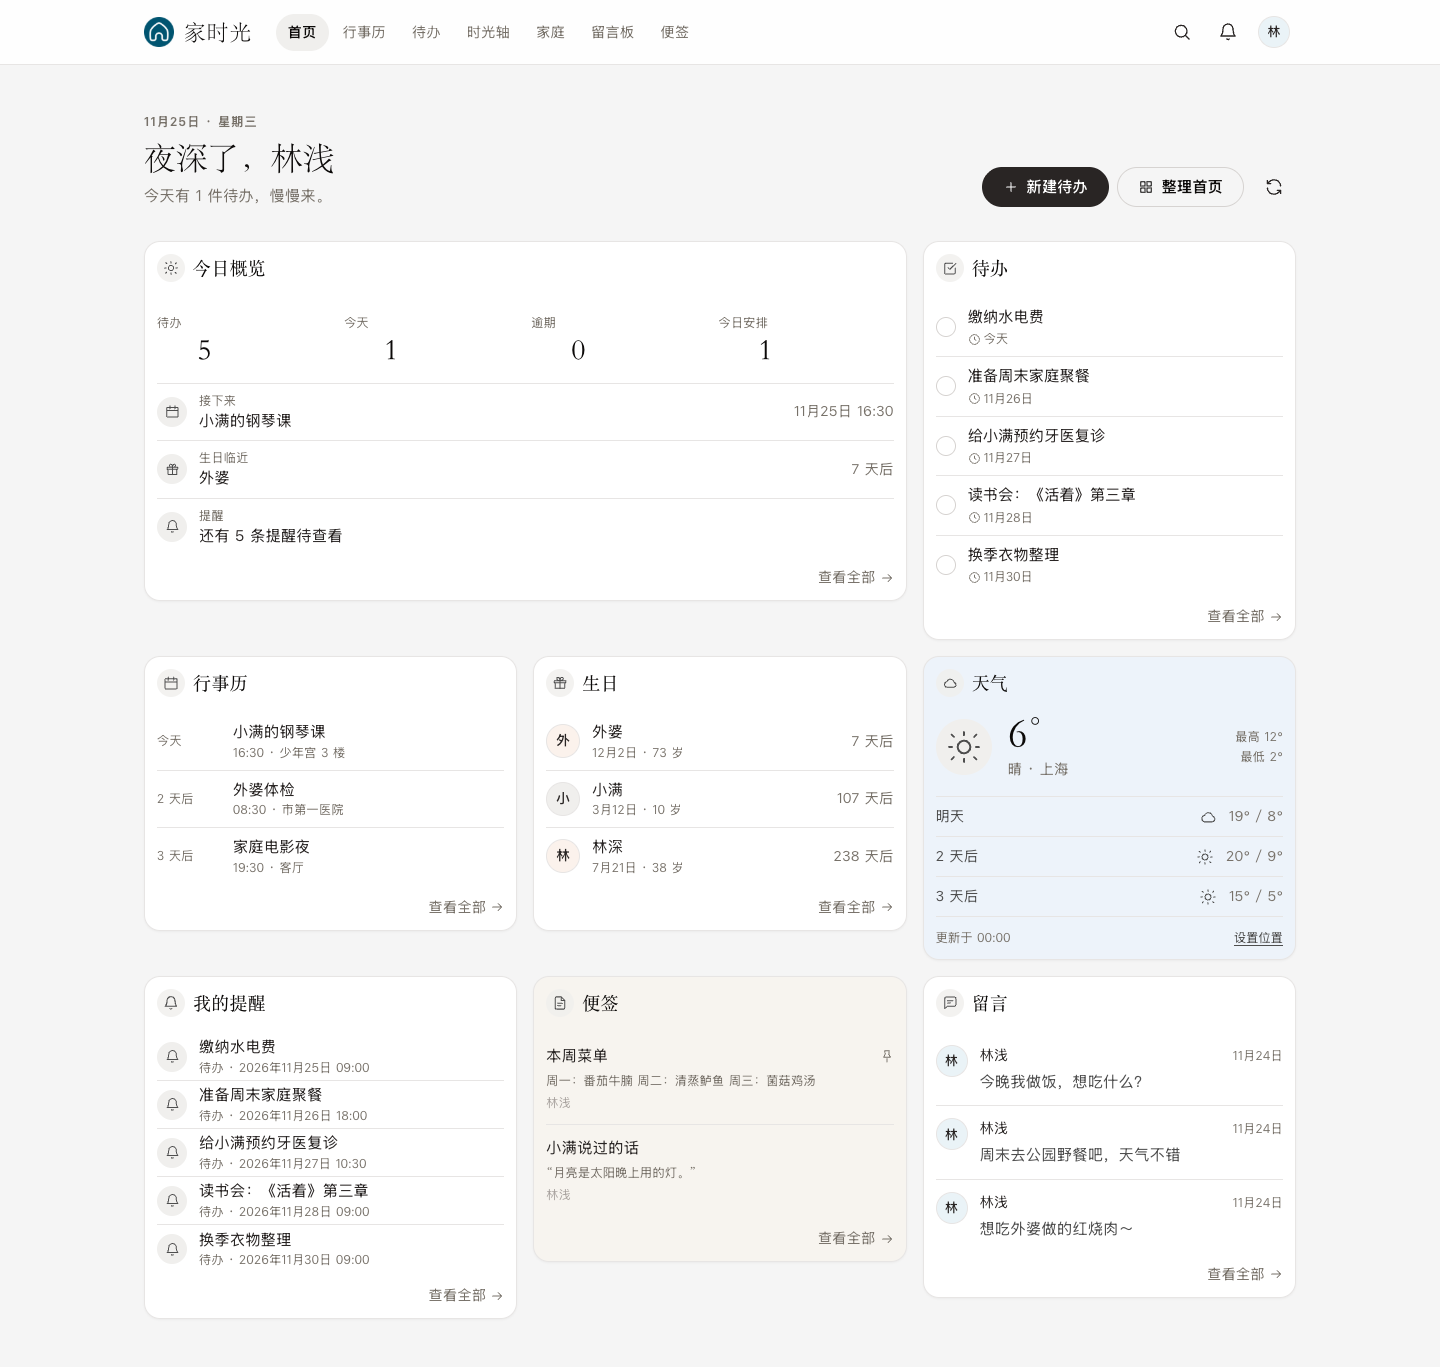 家时光
首页 行事历 待办 时光轴 家庭 留言板 便签
林
11月25日 · 星期三
夜深了，林浅
今天有 1 件待办，慢慢来。
新建待办
整理首页
今日概览
待办 今天 逾期 今日安排
5 1 0 1
接下来
小满的钢琴课
11月25日 16:30
生日临近
外婆
7 天后
提醒
还有 5 条提醒待查看
查看全部 →
待办
缴纳水电费
今天
准备周末家庭聚餐
11月26日
给小满预约牙医复诊
11月27日
读书会：《活着》第三章
11月28日
换季衣物整理
11月30日
查看全部 →
行事历
今天
小满的钢琴课
16:30 · 少年宫 3 楼
2 天后
外婆体检
08:30 · 市第一医院
3 天后
家庭电影夜
19:30 · 客厅
查看全部 →
生日
外
外婆
12月2日 · 73 岁
7 天后
小
小满
3月12日 · 10 岁
107 天后
林
林深
7月21日 · 38 岁
238 天后
查看全部 →
天气
6°
晴 · 上海
最高 12°
最低 2°
明天 19° / 8°
2 天后 20° / 9°
3 天后 15° / 5°
更新于 00:00 设置位置
我的提醒
缴纳水电费
待办 · 2026年11月25日 09:00
准备周末家庭聚餐
待办 · 2026年11月26日 18:00
给小满预约牙医复诊
待办 · 2026年11月27日 10:30
读书会：《活着》第三章
待办 · 2026年11月28日 09:00
换季衣物整理
待办 · 2026年11月30日 09:00
查看全部 →
便签
本周菜单
周一：番茄牛腩 周二：清蒸鲈鱼 周三：菌菇鸡汤
林浅
小满说过的话
“月亮是太阳晚上用的灯。”
林浅
查看全部 →
留言
林
林浅 11月24日
今晚我做饭，想吃什么？
林
林浅 11月24日
周末去公园野餐吧，天气不错
林
林浅 11月24日
想吃外婆做的红烧肉～
查看全部 →